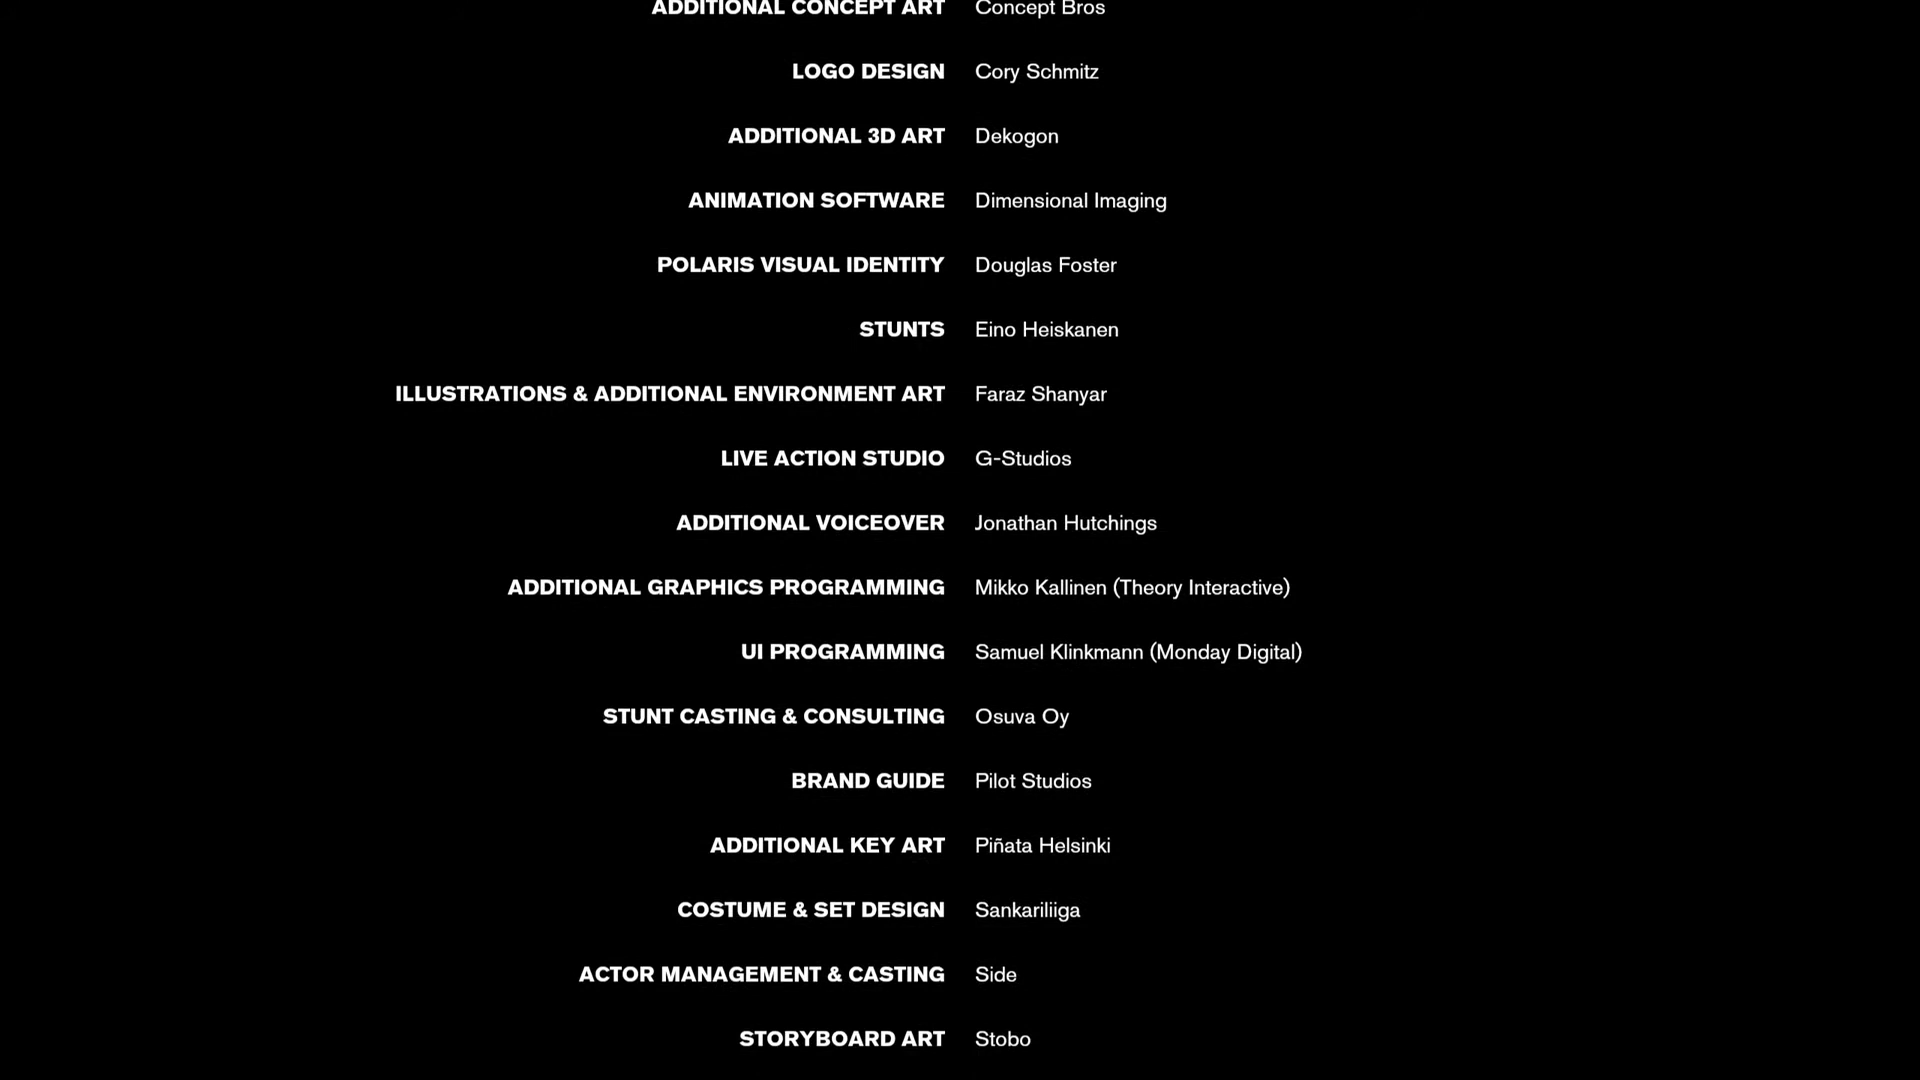 ADDITIONAL CONCEPT ART Concept Bros
LOGO DESIGN Cory Schmitz
ADDITIONAL 3D ART Dekogon
ANIMATION SOFTWARE Dimensional Imaging
POLARIS VISUAL IDENTITY Douglas Foster
STUNTS Eino Heiskanen
ILLUSTRATIONS & ADDITIONAL ENVIRONMENT ART Faraz Shanyar
LIVE ACTION STUDIO G-Studios
ADDITIONAL VOICEOVER Jonathan Hutchings
ADDITIONAL GRAPHICS PROGRAMMING Mikko Kallinen (Theory Interactive)
UI PROGRAMMING Samuel Klinkmann (Monday Digital)
STUNT CASTING & CONSULTING Osuva Oy
BRAND GUIDE Pilot Studios
ADDITIONAL KEY ART Piñata Helsinki
COSTUME & SET DESIGN Sankariliiga
ACTOR MANAGEMENT & CASTING Side
STORYBOARD ART Stobo